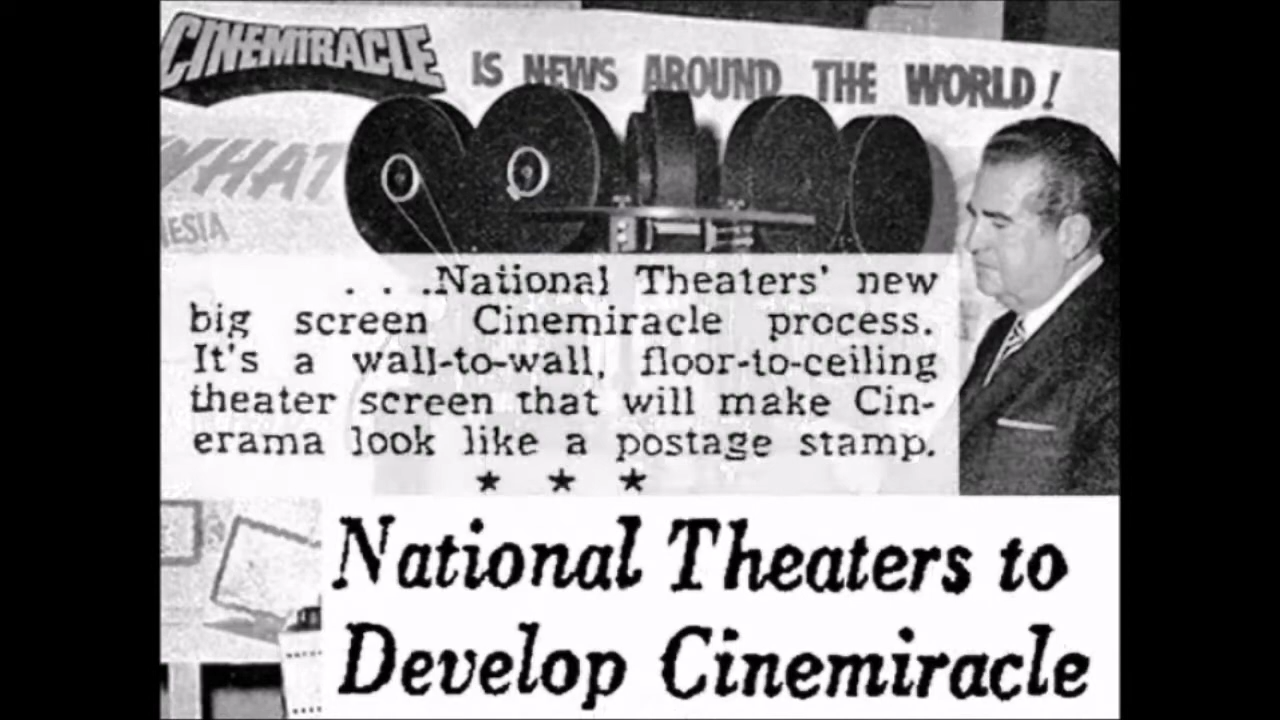 CINEMIRACLE IS NEWS AROUND THE WORLD!
WHAT
. . .National Theaters' new
big screen Cinemiracle process.
It's a wall-to-wall, floor-to-ceiling
theater screen that will make Cin-
erama look like a postage stamp.
★ ★ ★
National Theaters to
Develop Cinemiracle